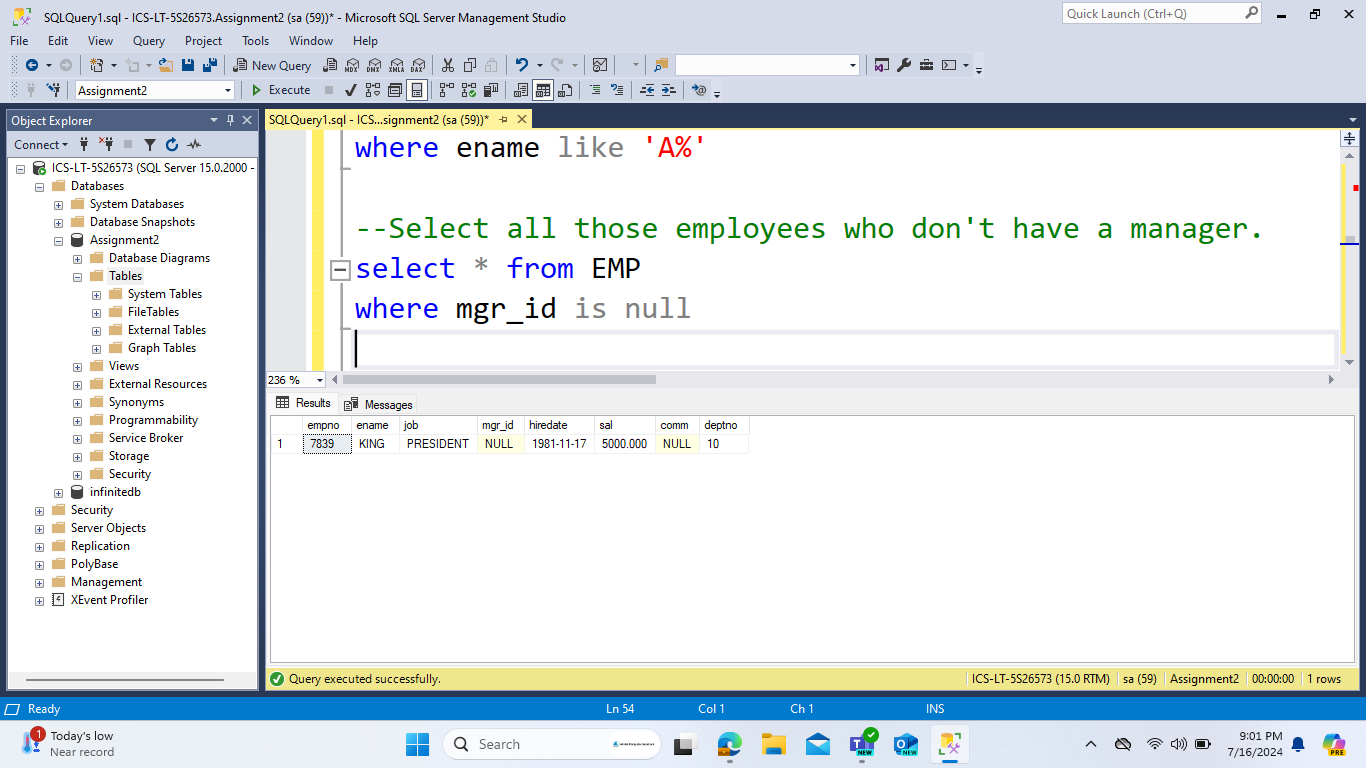 SQLQuery1.sql - ICS-LT-5S26573.Assignment2 (sa (59))* - Microsoft SQL Server Management Studio
Quick Launch (Ctrl+Q)
File Edit View Query Project Tools Window Help
New Query MDX DMX XMLA DAX
Assignment2 Execute
Object Explorer
Connect
ICS-LT-5S26573 (SQL Server 15.0.2000 -
Databases
System Databases
Database Snapshots
Assignment2
Database Diagrams
Tables
System Tables
FileTables
External Tables
Graph Tables
Views
External Resources
Synonyms
Programmability
Service Broker
Storage
Security
infinitedb
Security
Server Objects
Replication
PolyBase
Management
XEvent Profiler
SQLQuery1.sql - ICS...signment2 (sa (59))*
where ename like 'A%'
--Select all those employees who don't have a manager.
select * from EMP
where mgr_id is null
236 %
Results Messages
empno ename job mgr_id hiredate sal comm deptno
1 7839 KING PRESIDENT NULL 1981-11-17 5000.000 NULL 10
Query executed successfully. ICS-LT-5S26573 (15.0 RTM) sa (59) Assignment2 00:00:00 1 rows
Ready Ln 54 Col 1 Ch 1 INS
1
Today's low
Near record
Search
NEW
NEW
9:01 PM
7/16/2024
PRE